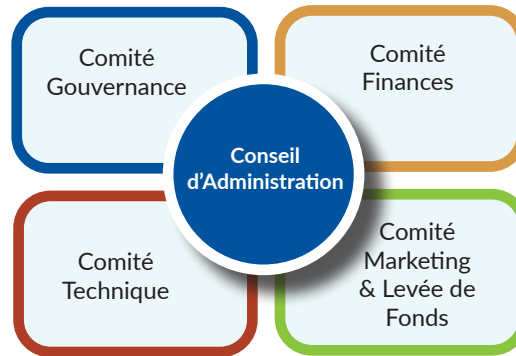 Comité
Gouvernance
Comité
Finances
Conseil
d'Administration
Comité
Technique
Comité
Marketing
& Levée de
Fonds